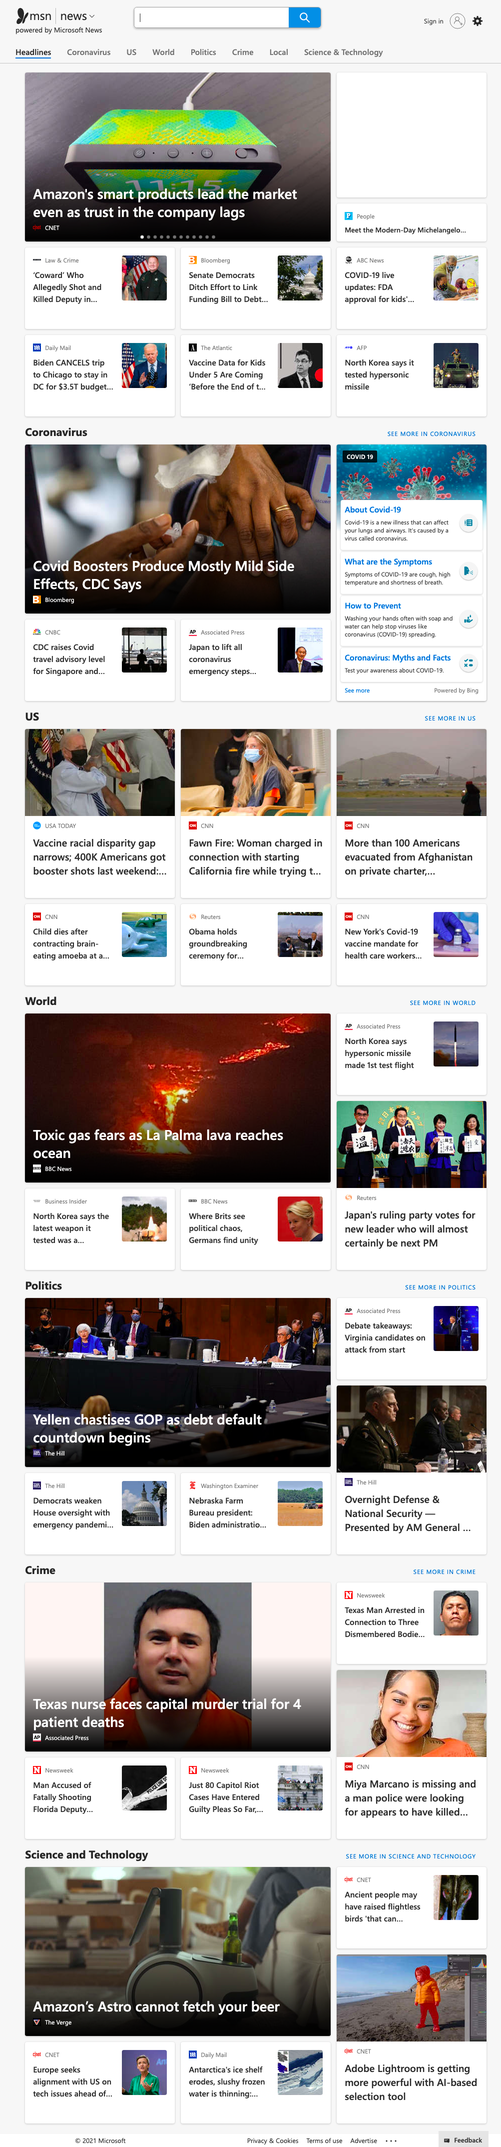 msn news
powered by Microsoft News
Sign in
Headlines Coronavirus US World Politics Crime Local Science & Technology
Amazon's smart products lead the market
even as trust in the company lags
CNET
People
Meet the Modern-Day Michelangelo...
Law & Crime
'Coward' Who
Allegedly Shot and
Killed Deputy in...
Bloomberg
Senate Democrats
Ditch Effort to Link
Funding Bill to Debt...
ABC News
COVID-19 live
updates: FDA
approval for kids'...
Daily Mail
Biden CANCELS trip
to Chicago to stay in
DC for $3.5T budget...
The Atlantic
Vaccine Data for Kids
Under 5 Are Coming
'Before the End of t...
AFP
North Korea says it
tested hypersonic
missile
Coronavirus
SEE MORE IN CORONAVIRUS
Covid Boosters Produce Mostly Mild Side
Effects, CDC Says
Bloomberg
COVID 19
About Covid-19
Covid-19 is a new illness that can affect
your lungs and airways. It's caused by a
virus called coronavirus.
What are the Symptoms
Symptoms of COVID-19 are cough, high
temperature and shortness of breath.
How to Prevent
Washing your hands often with soap and
water can help stop viruses like
coronavirus (COVID-19) spreading.
Coronavirus: Myths and Facts
Test your awareness about COVID-19.
See more
Powered by Bing
CNBC
CDC raises Covid
travel advisory level
for Singapore and...
AP Associated Press
Japan to lift all
coronavirus
emergency steps...
US
SEE MORE IN US
USA TODAY
Vaccine racial disparity gap
narrows; 400K Americans got
booster shots last weekend:...
CNN
Fawn Fire: Woman charged in
connection with starting
California fire while trying t...
CNN
More than 100 Americans
evacuated from Afghanistan
on private charter,...
CNN
Child dies after
contracting brain-
eating amoeba at a...
Reuters
Obama holds
groundbreaking
ceremony for...
CNN
New York's Covid-19
vaccine mandate for
health care workers...
World
SEE MORE IN WORLD
Toxic gas fears as La Palma lava reaches
ocean
BBC News
AP Associated Press
North Korea says
hypersonic missile
made 1st test flight
Reuters
Japan's ruling party votes for
new leader who will almost
certainly be next PM
Business Insider
North Korea says the
latest weapon it
tested was a...
BBC News
Where Brits see
political chaos,
Germans find unity
Politics
SEE MORE IN POLITICS
Yellen chastises GOP as debt default
countdown begins
The Hill
AP Associated Press
Debate takeaways:
Virginia candidates on
attack from start
The Hill
Overnight Defense &
National Security —
Presented by AM General ...
The Hill
Democrats weaken
House oversight with
emergency pandemi...
Washington Examiner
Nebraska Farm
Bureau president:
Biden administratio...
Crime
SEE MORE IN CRIME
Texas nurse faces capital murder trial for 4
patient deaths
AP Associated Press
N Newsweek
Texas Man Arrested in
Connection to Three
Dismembered Bodie...
CNN
Miya Marcano is missing and
a man police were looking
for appears to have killed...
N Newsweek
Man Accused of
Fatally Shooting
Florida Deputy...
N Newsweek
Just 80 Capitol Riot
Cases Have Entered
Guilty Pleas So Far,...
Science and Technology
SEE MORE IN SCIENCE AND TECHNOLOGY
Amazon's Astro cannot fetch your beer
The Verge
CNET
Ancient people may
have raised flightless
birds 'that can...
CNET
Adobe Lightroom is getting
more powerful with AI-based
selection tool
CNET
Europe seeks
alignment with US on
tech issues ahead of...
Daily Mail
Antarctica's ice shelf
erodes, slushy frozen
water is thinning:...
© 2021 Microsoft
Privacy & Cookies Terms of use Advertise ...
Feedback